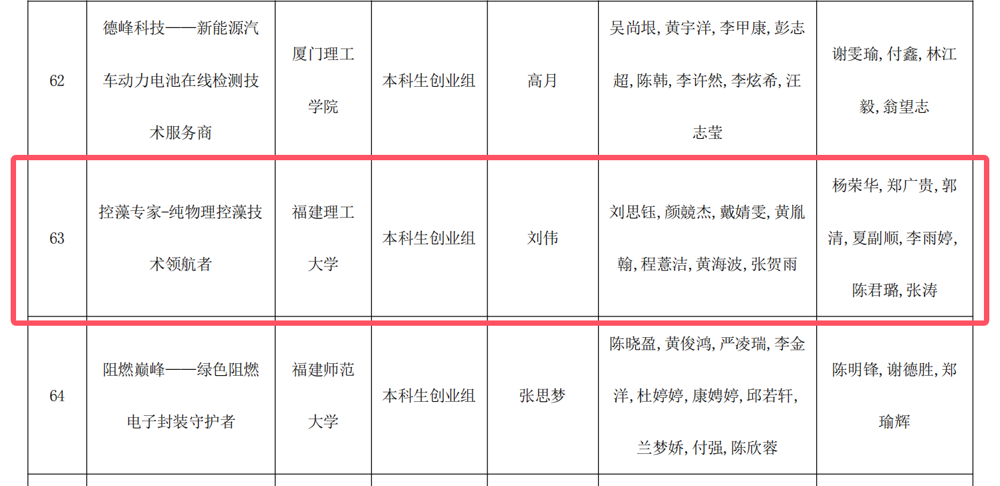 62
德峰科技——新能源汽
车动力电池在线检测技
术服务商
厦门理工
学院
本科生创业组
高月
吴尚垠,黄宇洋,李甲康,彭志
超,陈韩,李许然,李炫希,汪
志莹
谢雯瑜,付鑫,林江
毅,翁望志
63
控藻专家-纯物理控藻技
术领航者
福建理工
大学
本科生创业组
刘伟
刘思钰,颜競杰,戴婧雯,黄胤
翰,程薏洁,黄海波,张贺雨
杨荣华,郑广贵,郭
清,夏副顺,李雨婷,
陈君璐,张涛
64
阻燃巅峰——绿色阻燃
电子封装守护者
福建师范
大学
本科生创业组
张思梦
陈晓盈,黄俊鸿,严凌瑞,李金
洋,杜婷婷,康娉婷,邱若轩,
兰梦娇,付强,陈欣蓉
陈明锋,谢德胜,郑
瑜辉